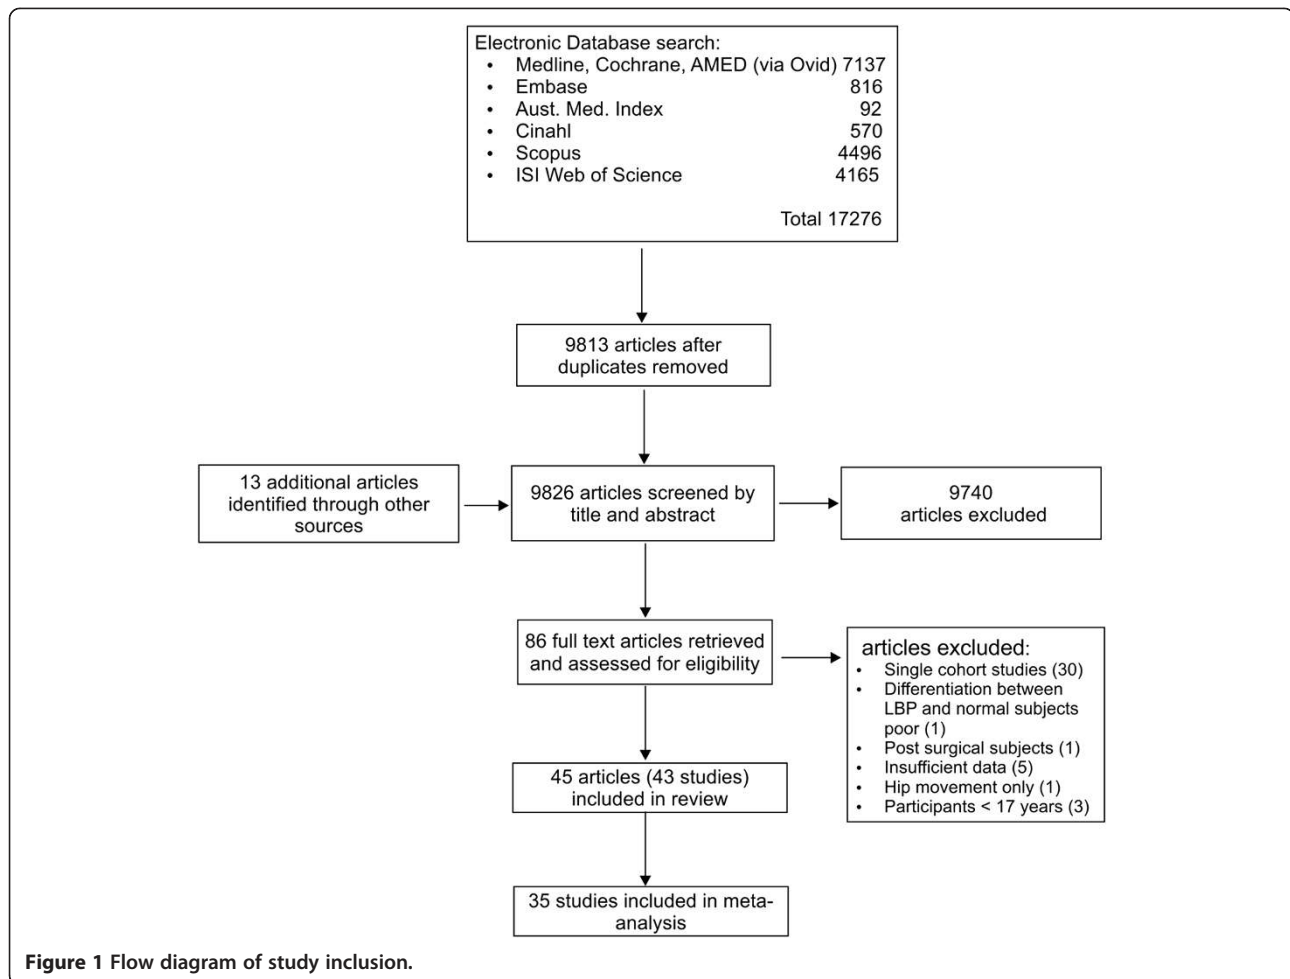 Electronic Database search:
• Medline, Cochrane, AMED (via Ovid) 7137
• Embase 816
• Aust. Med. Index 92
• Cinahl 570
• Scopus 4496
• ISI Web of Science 4165
Total 17276
9813 articles after
duplicates removed
13 additional articles
identified through other
sources
9826 articles screened by
title and abstract
9740
articles excluded
86 full text articles retrieved
and assessed for eligibility
articles excluded:
• Single cohort studies (30)
• Differentiation between
LBP and normal subjects
poor (1)
• Post surgical subjects (1)
• Insufficient data (5)
• Hip movement only (1)
• Participants < 17 years (3)
45 articles (43 studies)
included in review
35 studies included in meta-
analysis
Figure 1 Flow diagram of study inclusion.